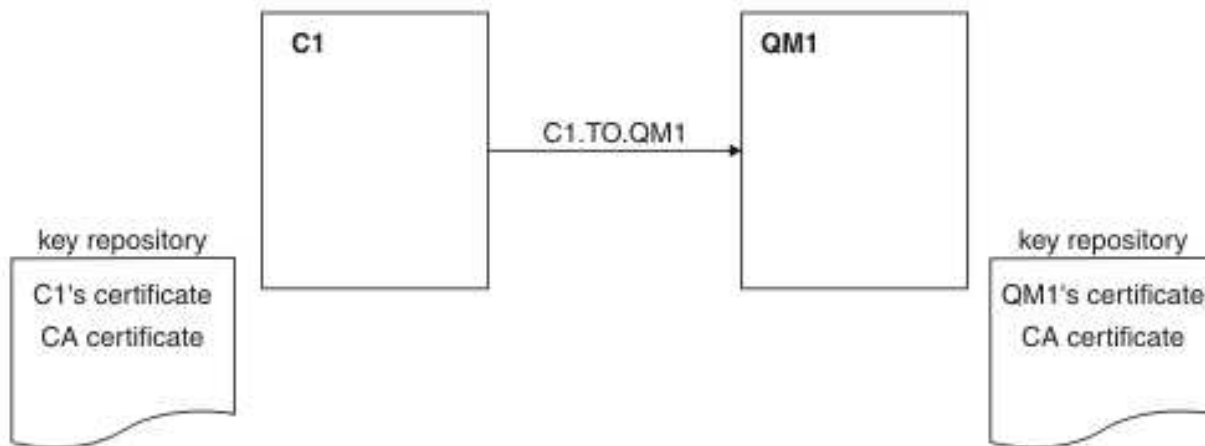 C1
QM1
C1.TO.QM1
key repository
C1's certificate
CA certificate
key repository
QM1's certificate
CA certificate